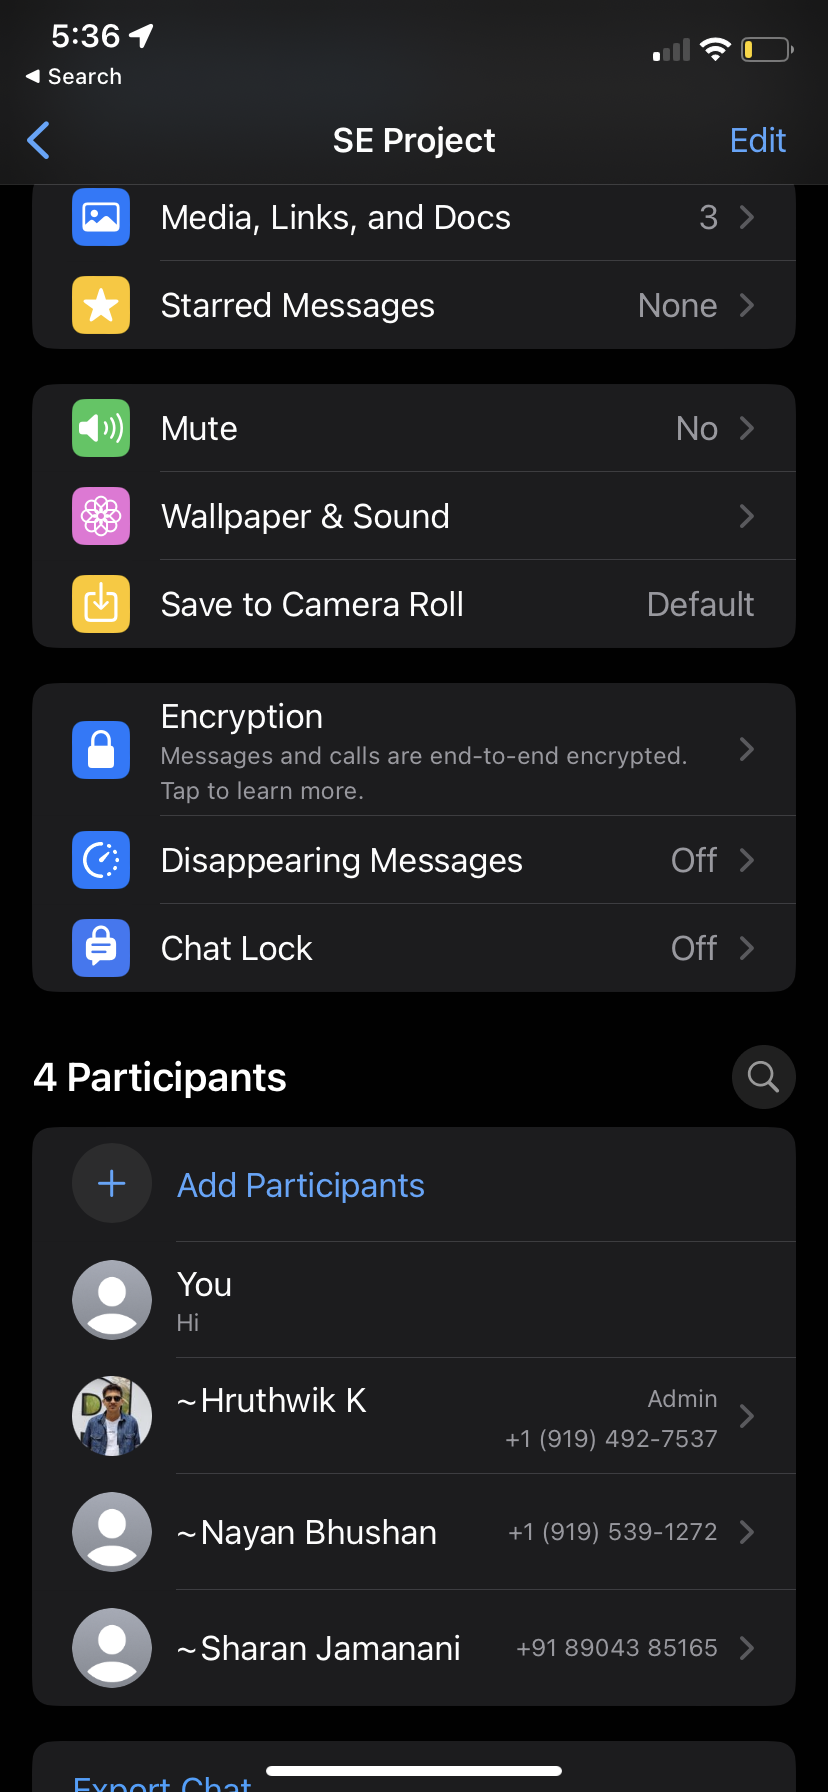 5:36
◀ Search
SE Project
Edit
Media, Links, and Docs 3
Starred Messages None
Mute No
Wallpaper & Sound
Save to Camera Roll Default
Encryption
Messages and calls are end-to-end encrypted.
Tap to learn more.
Disappearing Messages Off
Chat Lock Off
4 Participants
Add Participants
You
Hi
~Hruthwik K Admin
+1 (919) 492-7537
~Nayan Bhushan +1 (919) 539-1272
~Sharan Jamanani +91 89043 85165
Export Chat